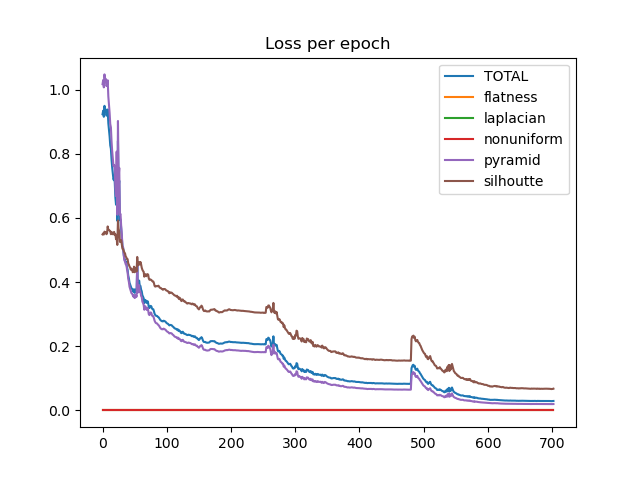 Loss per epoch
TOTAL
flatness
laplacian
nonuniform
pyramid
silhoutte
1.0
0.8
0.6
0.4
0.2
0.0
0 100 200 300 400 500 600 700